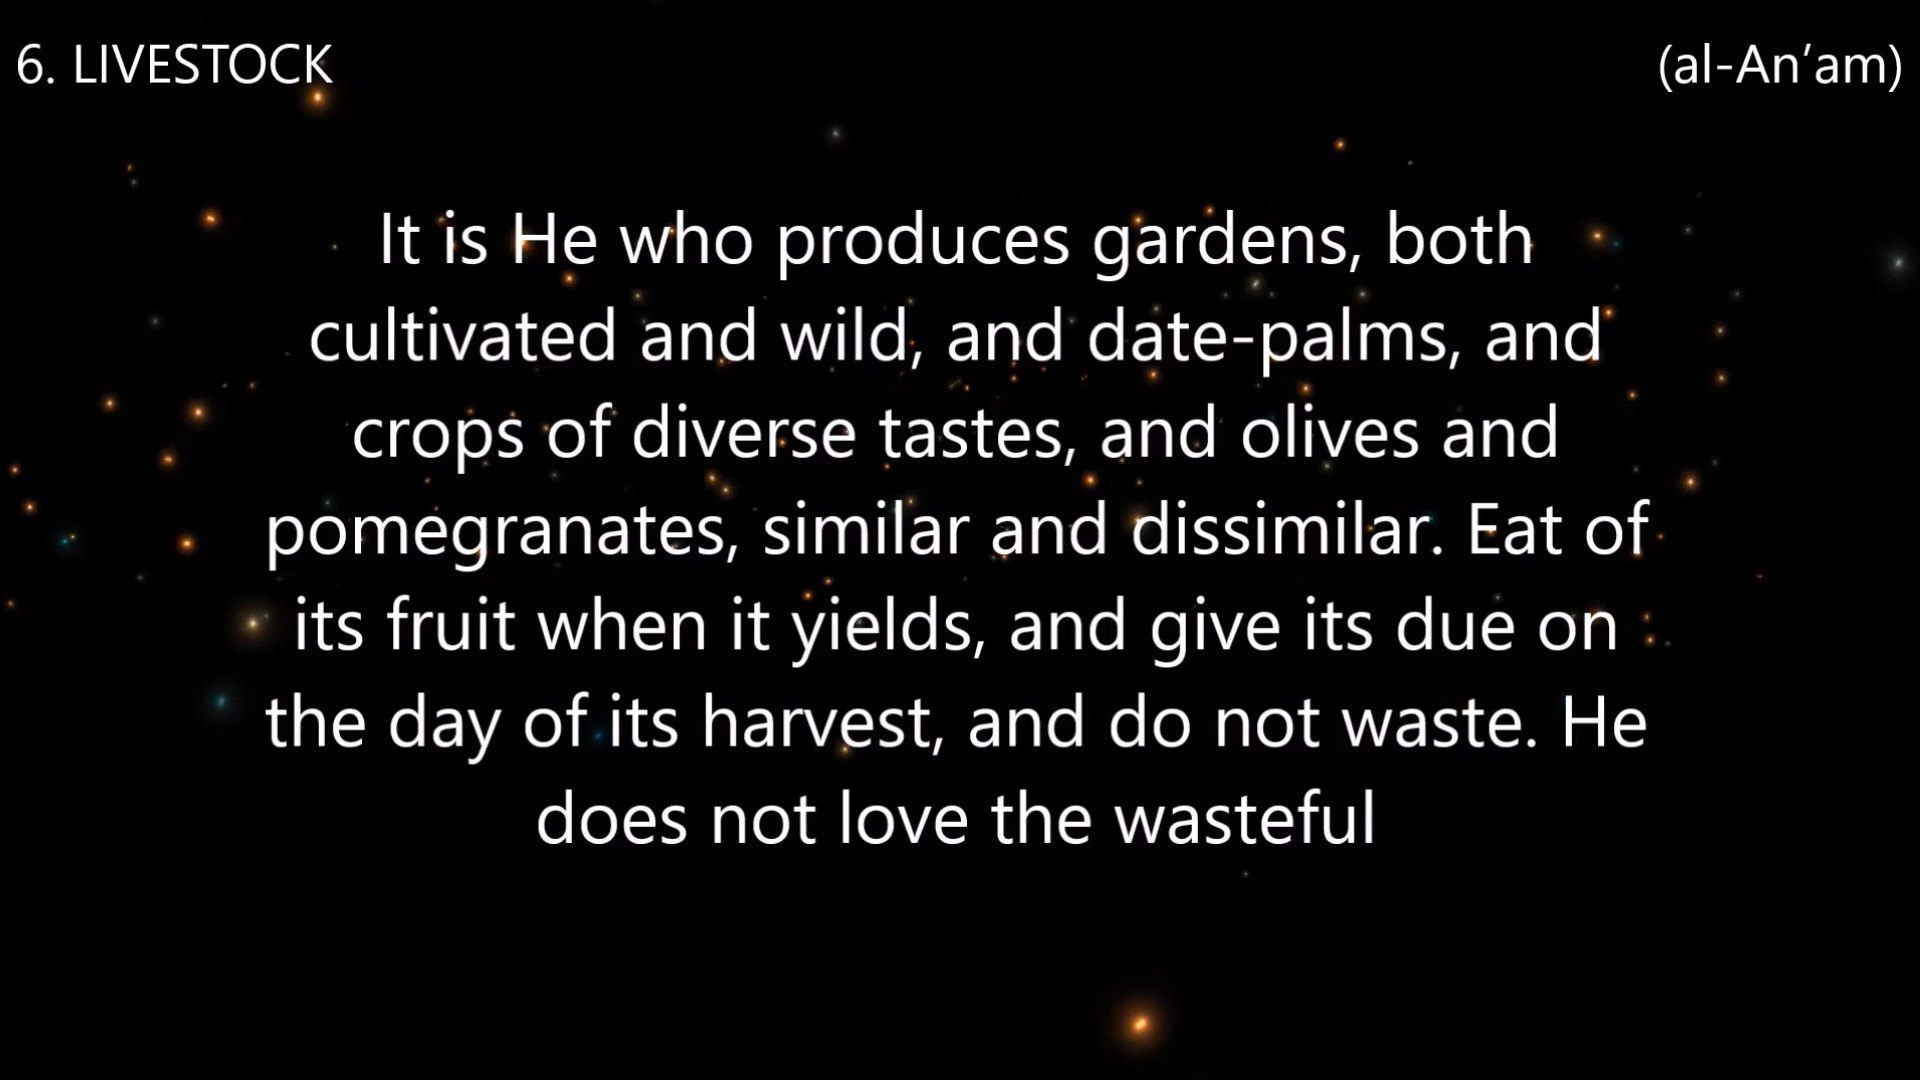 6. LIVESTOCK
(al-An’am)
It is He who produces gardens, both
cultivated and wild, and date-palms, and
crops of diverse tastes, and olives and
pomegranates, similar and dissimilar. Eat of
its fruit when it yields, and give its due on
the day of its harvest, and do not waste. He
does not love the wasteful